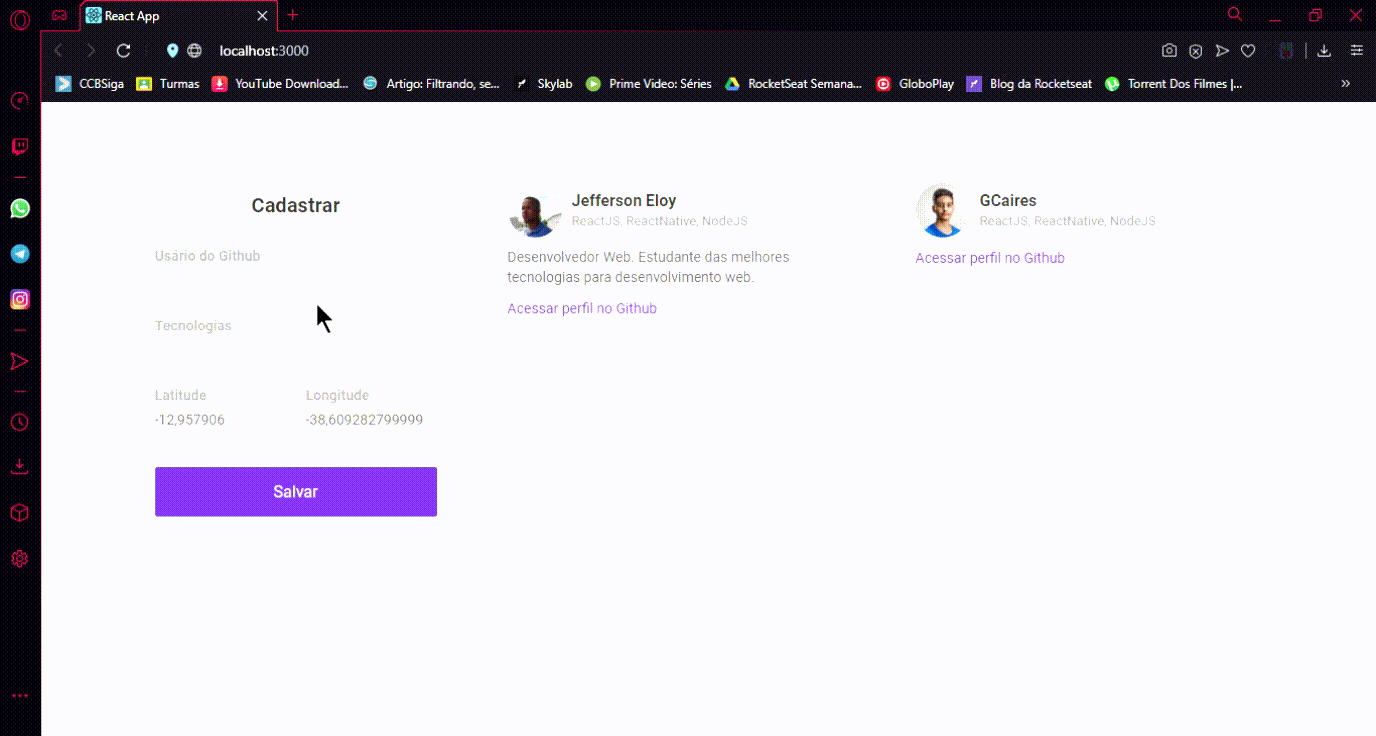 React App
localhost:3000
CCBSiga
Turmas
YouTube Download...
Artigo: Filtrando, se...
Skylab
Prime Video: Séries
RocketSeat Semana...
GloboPlay
Blog da Rocketseat
Torrent Dos Filmes |...
Cadastrar
Usário do Github
Tecnologias
Latitude
Longitude
-12,957906
-38,609282799999
Salvar
Jefferson Eloy
ReactJS, ReactNative, NodeJS
Desenvolvedor Web. Estudante das melhores
tecnologias para desenvolvimento web.
Acessar perfil no Github
GCaires
ReactJS, ReactNative, NodeJS
Acessar perfil no Github